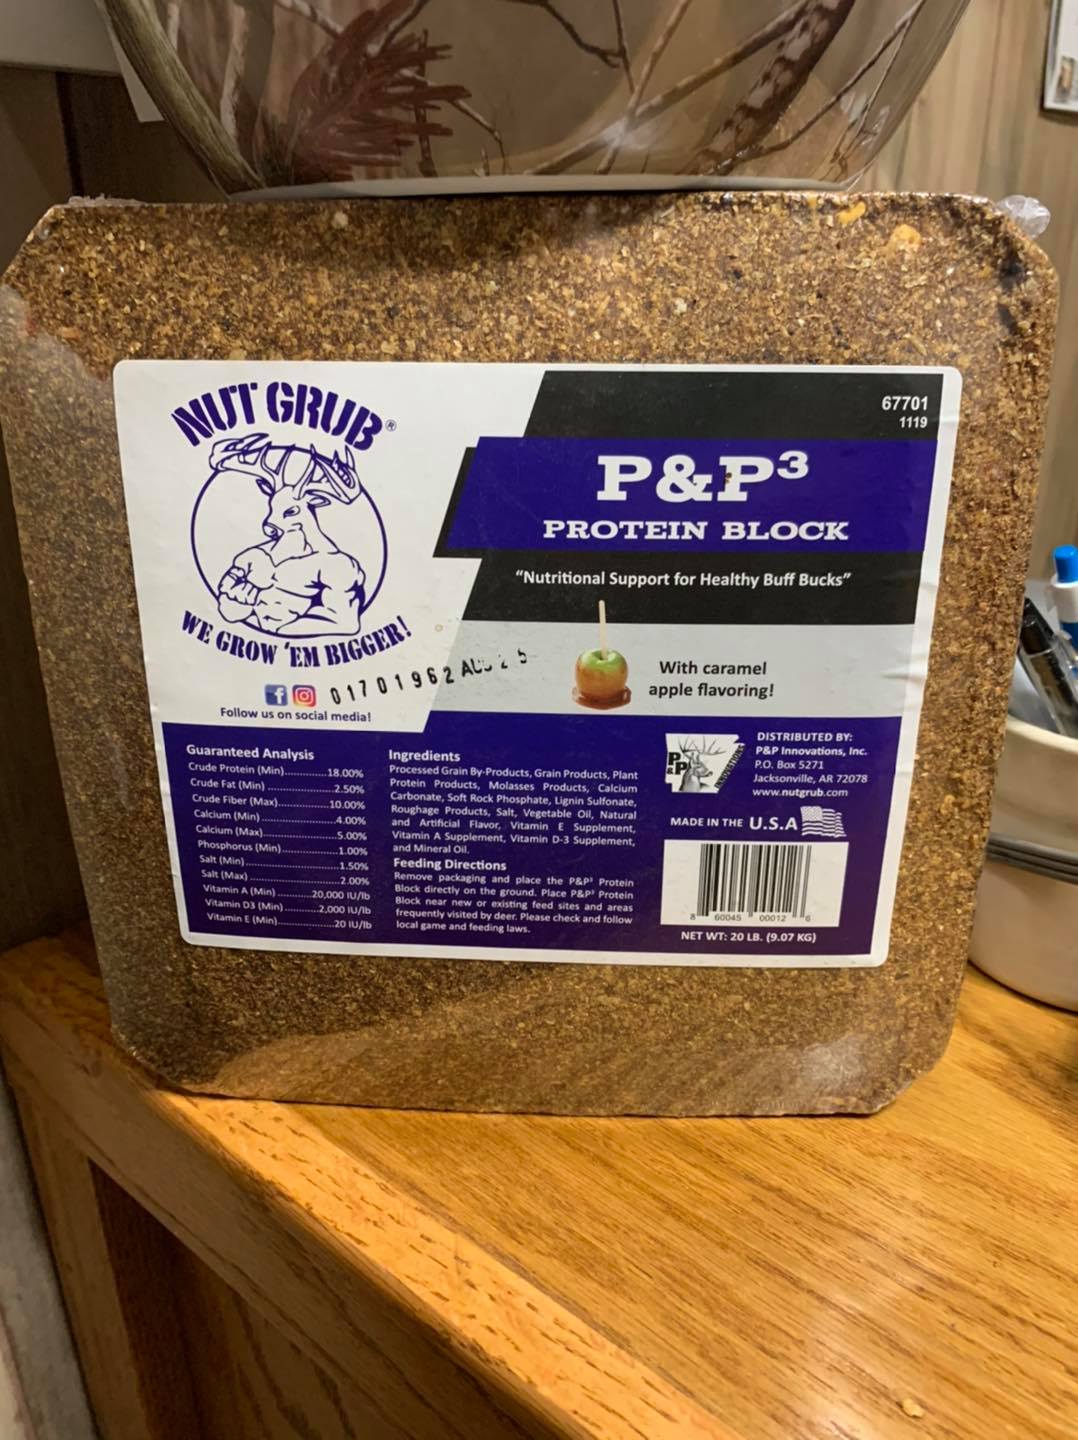 NUT GRUB®
WE GROW 'EM BIGGER!
Follow us on social media!
01701962
67701
1119
P&P³
PROTEIN BLOCK
"Nutritional Support for Healthy Buff Bucks"
With caramel
apple flavoring!
Guaranteed Analysis
Crude Protein (Min)............18.00%
Crude Fat (Min) ..................2.50%
Crude Fiber (Max)..............10.00%
Calcium (Min)......................4.00%
Calcium (Max).....................5.00%
Phosphorus (Min)................1.00%
Salt (Min)............................1.50%
Salt (Max)...........................2.00%
Vitamin A (Min) ..........20,000 IU/lb
Vitamin D3 (Min) ..........2,000 IU/lb
Vitamin E (Min)................20 IU/lb
Ingredients
Processed Grain By-Products, Grain Products, Plant
Protein Products, Molasses Products, Calcium
Carbonate, Soft Rock Phosphate, Lignin Sulfonate,
Roughage Products, Salt, Vegetable Oil, Natural
and Artificial Flavor, Vitamin E Supplement,
Vitamin A Supplement, Vitamin D-3 Supplement,
and Mineral Oil.
Feeding Directions
Remove packaging and place the P&P³ Protein
Block directly on the ground. Place P&P³ Protein
Block near new or existing feed sites and areas
frequently visited by deer. Please check and follow
local game and feeding laws.
P&P
INNOVATIONS
DISTRIBUTED BY:
P&P Innovations, Inc.
P.O. Box 5271
Jacksonville, AR 72078
www.nutgrub.com
MADE IN THE U.S.A
8 60045 00012 6
NET WT: 20 LB. (9.07 KG)